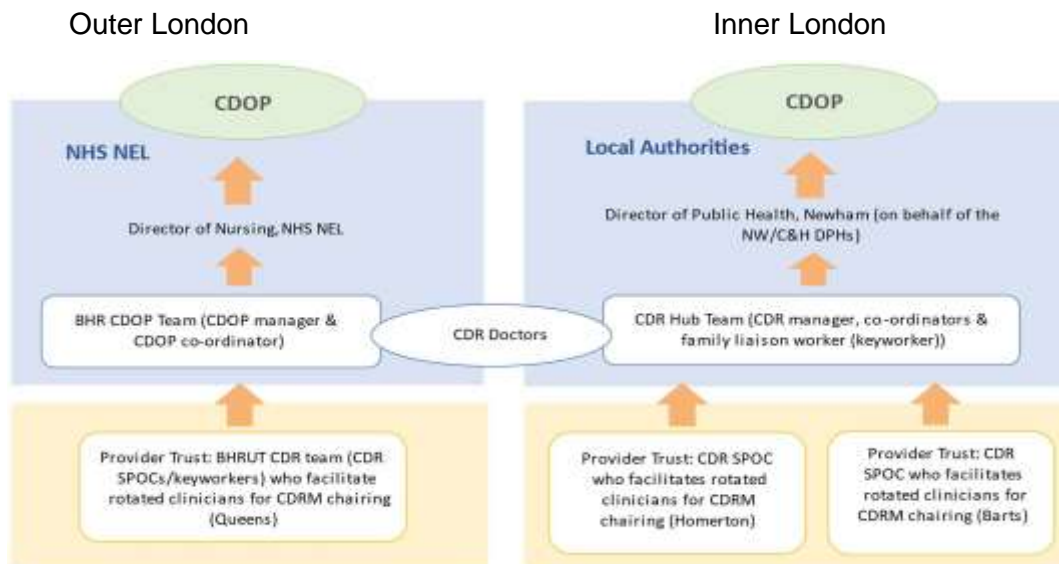 Outer London
CDOP
NHS NEL
Director of Nursing, NHS NEL
BHR CDOP Team (CDOP manager &
CDOP co-ordinator)
Provider Trust: BHRUT CDR team (CDR
SPOCs/keyworkers) who facilitate
rotated clinicians for CDRM chairing
(Queens)
CDR Doctors
Inner London
CDOP
Local Authorities
Director of Public Health, Newham (on behalf of the
NW/C&H DPHs)
CDR Hub Team (CDR manager, co-ordinators &
family liaison worker (keyworker))
Provider Trust: CDR SPOC
who facilitates rotated
clinicians for CDRM
chairing (Homerton)
Provider Trust: CDR
SPOC who facilitates
rotated clinicians for
CDRM chairing (Barts)